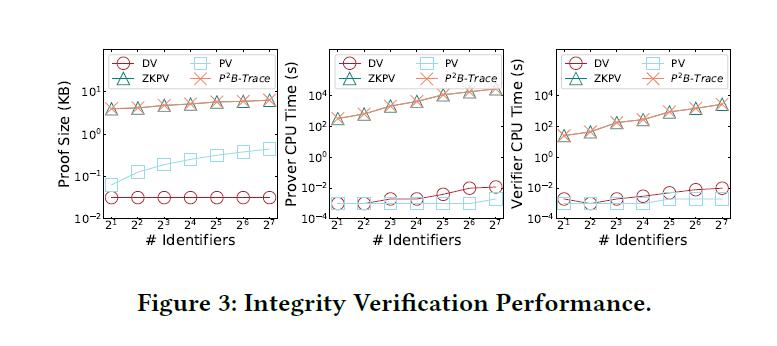 DV PV
ZKPV P²B-Trace
Proof Size (KB)
10¹
10⁰
10⁻¹
10⁻²
2¹ 2² 2³ 2⁴ 2⁵ 2⁶ 2⁷
# Identifiers
DV PV
ZKPV P²B-Trace
Prover CPU Time (s)
10⁴
10²
10⁰
10⁻²
10⁻⁴
2¹ 2² 2³ 2⁴ 2⁵ 2⁶ 2⁷
# Identifiers
DV PV
ZKPV P²B-Trace
Verifier CPU Time (s)
10⁴
10²
10⁰
10⁻²
10⁻⁴
2¹ 2² 2³ 2⁴ 2⁵ 2⁶ 2⁷
# Identifiers
Figure 3: Integrity Verification Performance.